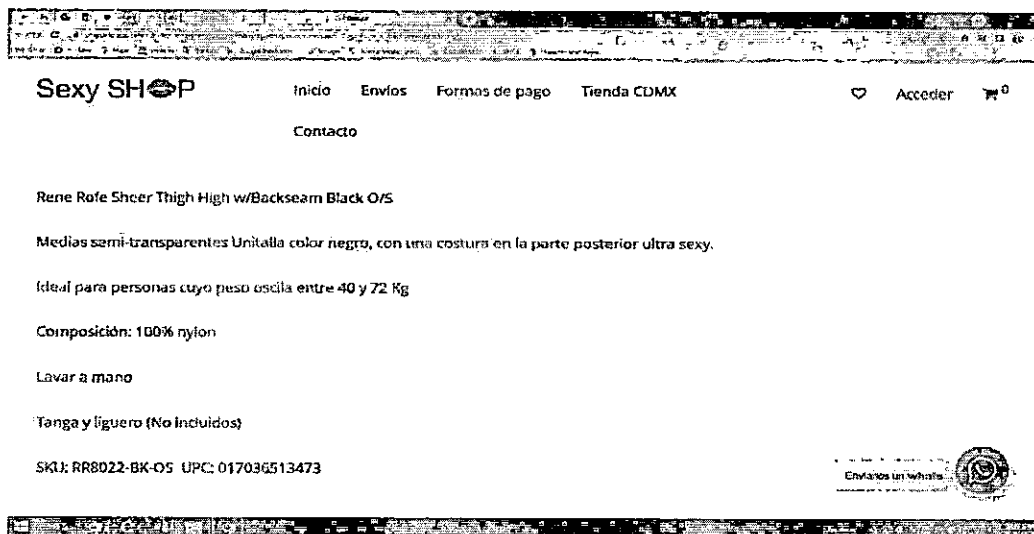 Sexy SHOP
Inicio Envíos Formas de pago Tienda CDMX
Acceder 0
Contacto
Rene Rofe Sheer Thigh High w/Backseam Black O/S
Medias semi-transparentes Unitalla color negro, con una costura en la parte posterior ultra sexy.
Ideal para personas cuyo peso oscila entre 40 y 72 Kg
Composición: 100% nylon
Lavar a mano
Tanga y liguero (No incluidos)
SKU: RR8022-BK-OS UPC: 017036513473
Envíanos un whats